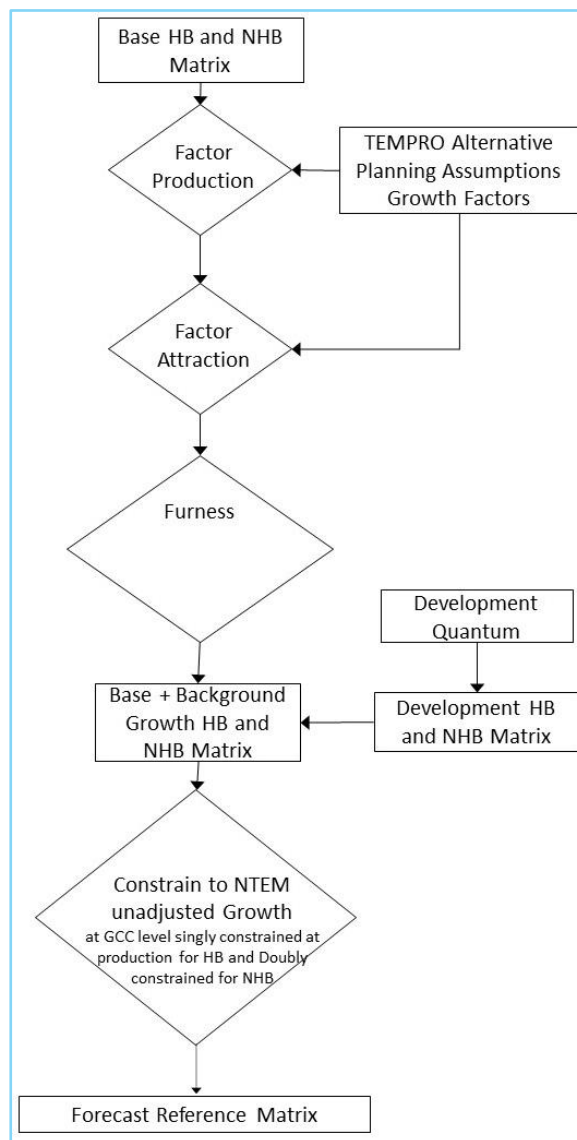 Base HB and NHB
Matrix
Factor
Production
TEMPRO Alternative
Planning Assumptions
Growth Factors
Factor
Attraction
Furness
Development
Quantum
Base + Background
Growth HB and
NHB Matrix
Development HB
and NHB Matrix
Constrain to NTEM
unadjusted Growth
at GCC level singly constrained at
production for HB and Doubly
constrained for NHB
Forecast Reference Matrix